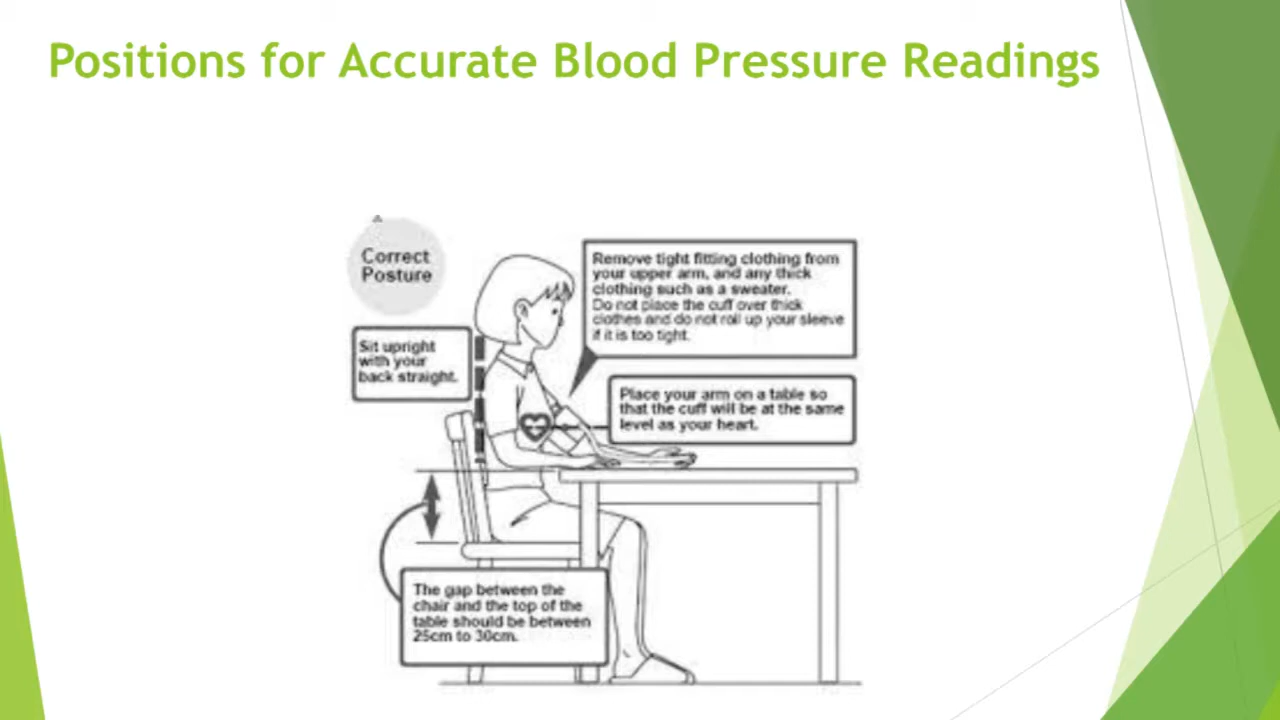 Positions for Accurate Blood Pressure Readings
Correct
Posture
Remove tight fitting clothing from
your upper arm, and any thick
clothing such as a sweater.
Do not place the cuff over thick
clothes and do not roll up your sleeve
if it is too tight.
Sit upright
with your
back straight.
Place your arm on a table so
that the cuff will be at the same
level as your heart.
The gap between the
chair and the top of the
table should be between
25cm to 30cm.